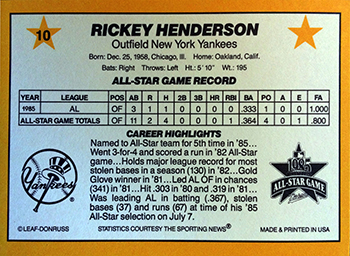 10
RICKEY HENDERSON
Outfield New York Yankees
Born: Dec. 25, 1958, Chicago, Ill. Home: Oakland, Calif.
Bats: Right Throws: Left Ht.: 5'10" Wt.: 195
ALL-STAR GAME RECORD
YEAR LEAGUE POS AB R H 2B 3B HR RBI BA PO A E FA
1985 AL OF 3 1 1 0 0 0 0 .333 1 0 0 1.000
ALL-STAR GAME TOTALS OF 11 2 4 0 0 0 0 .364 4 0 1 .800
CAREER HIGHLIGHTS
Named to All-Star team for 5th time in '85...
Went 3-for-4 and scored a run in '82 All-Star
game...Holds major league record for most
stolen bases in a season (130) in '82...Gold
Glove winner in '81...Led AL OF in chances
(341) in '81...Hit .303 in '80 and .319 in '81...
Was leading AL in batting (.367), stolen
bases (37) and runs (67) at time of his '85
All-Star selection on July 7.
Yankees
1985
ALL-STAR GAME
©LEAF-DONRUSS STATISTICS COURTESY THE SPORTING NEWS® MADE & PRINTED IN USA